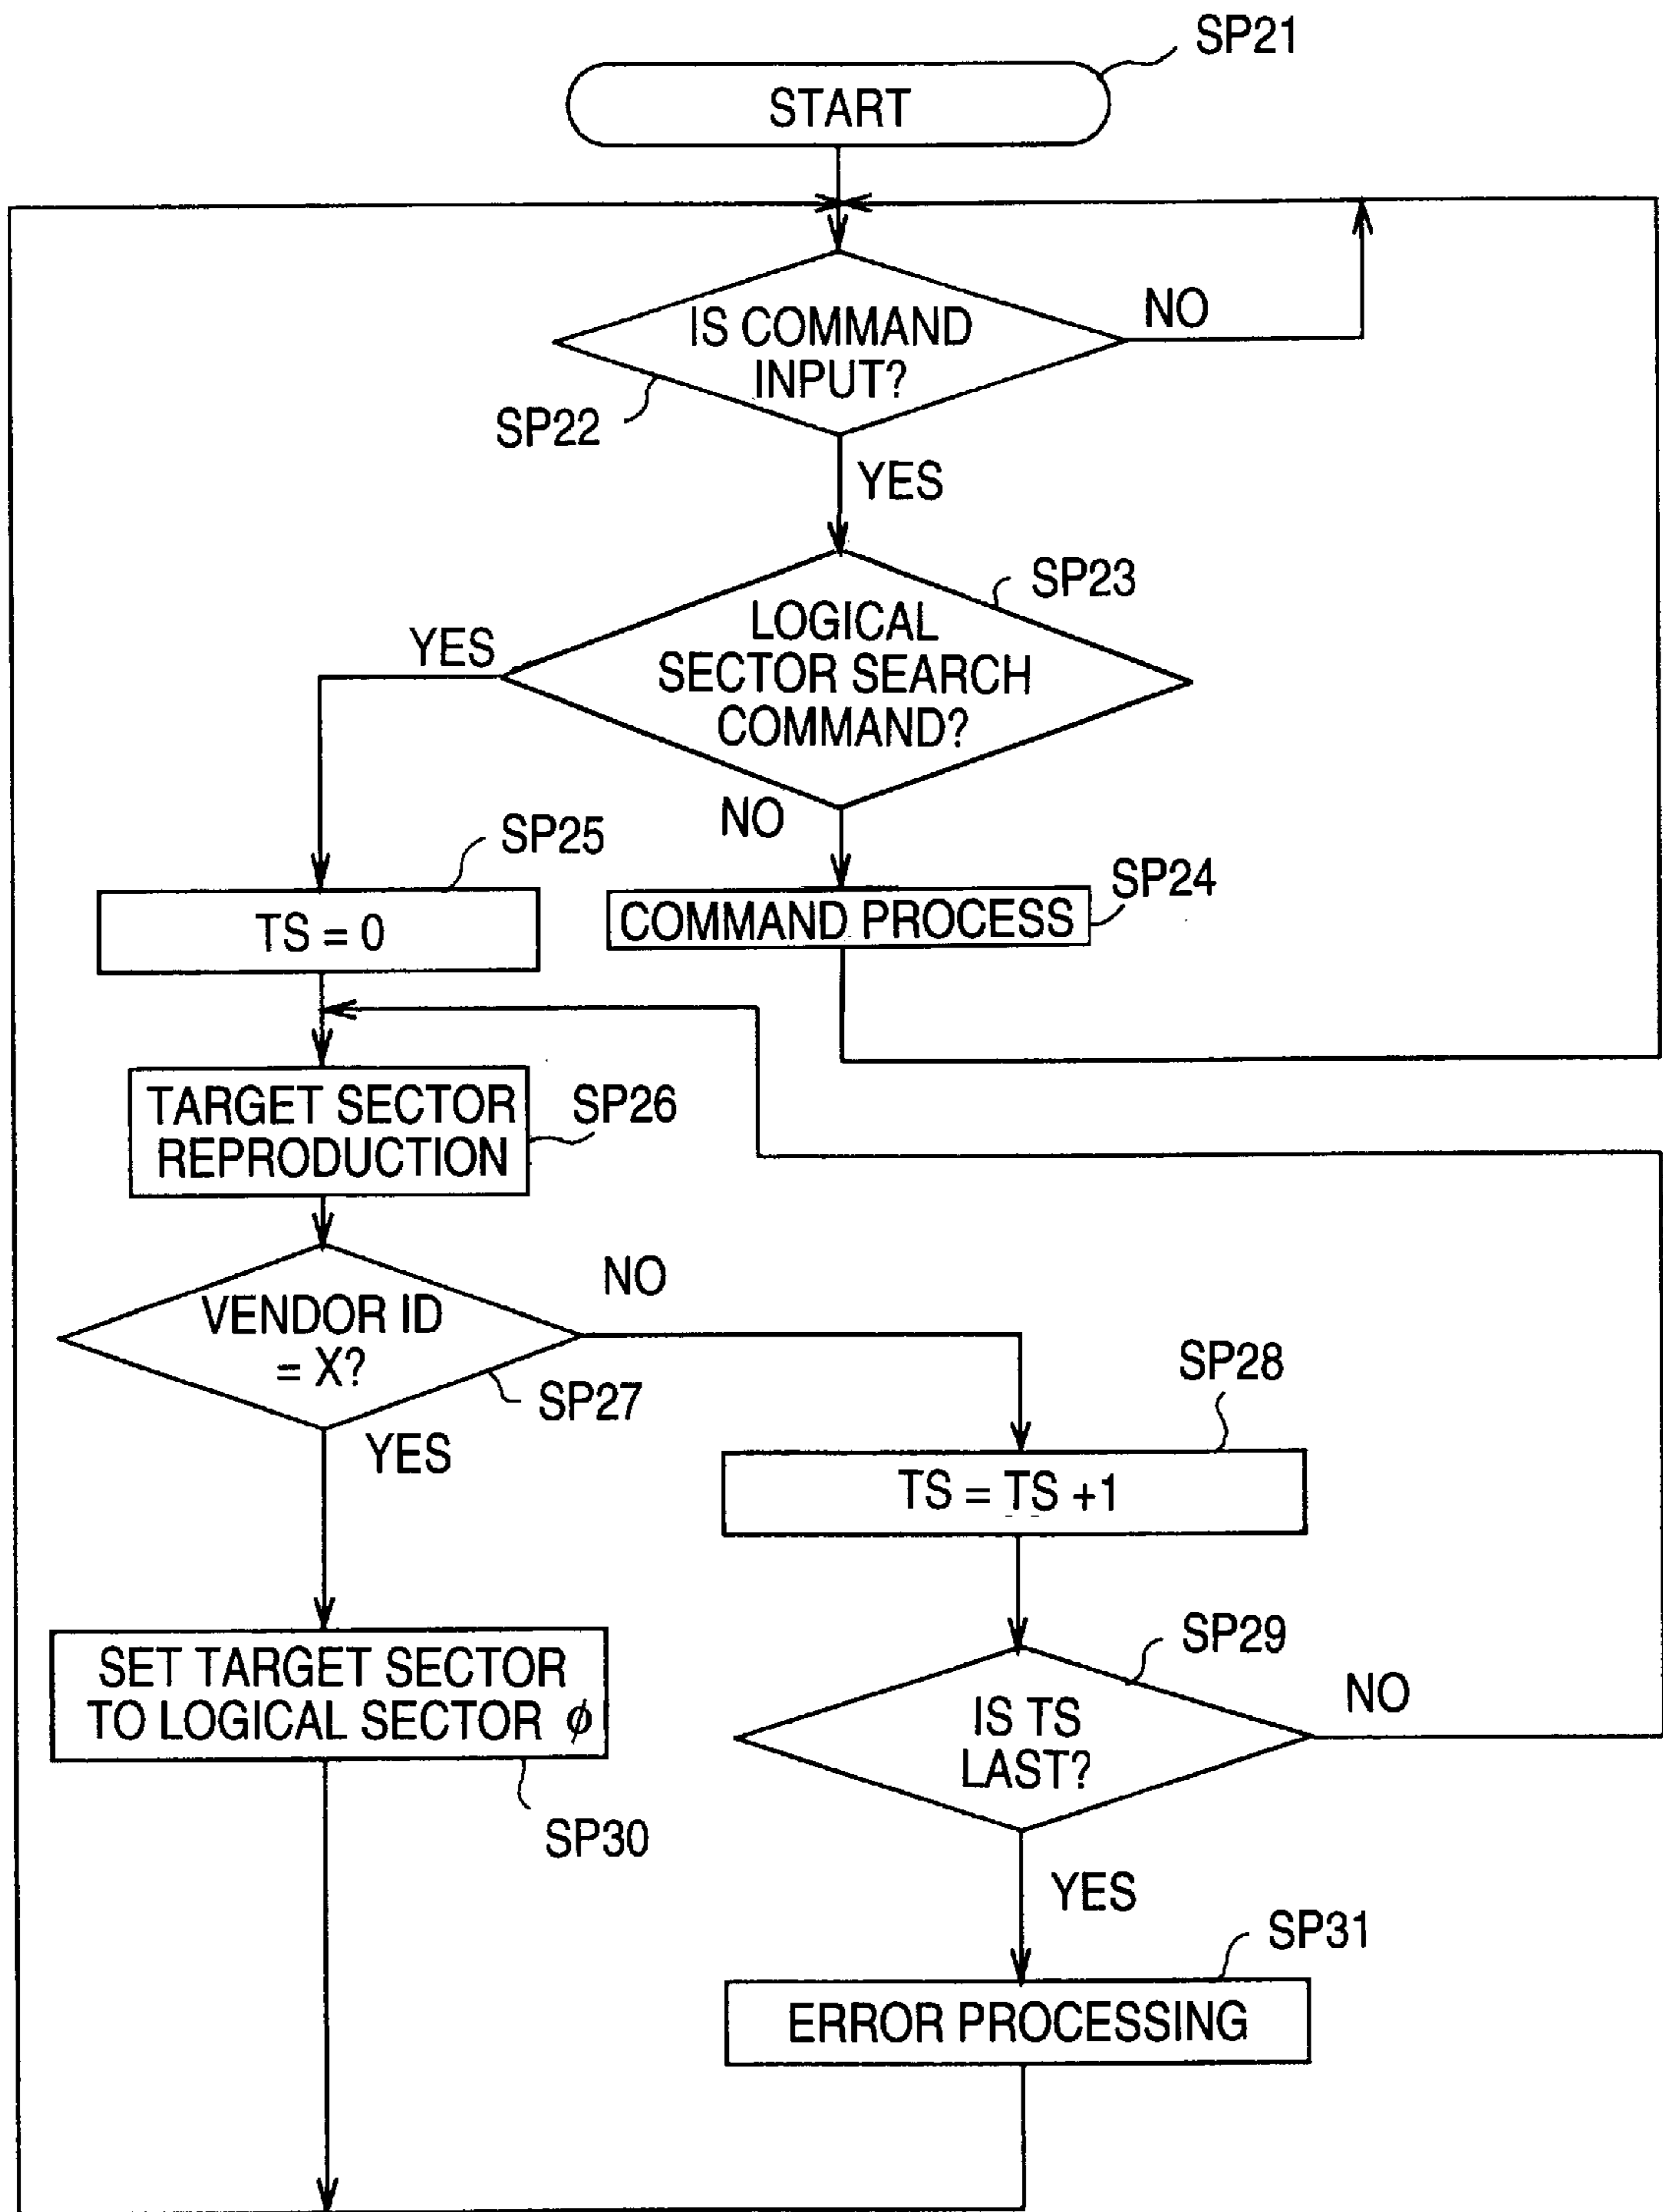 SP21
START
IS COMMAND
INPUT?
NO
SP22
YES
SP23
LOGICAL
SECTOR SEARCH
COMMAND?
YES
NO
SP25
TS = 0
SP24
COMMAND PROCESS
TARGET SECTOR
REPRODUCTION
SP26
VENDOR ID
= X?
NO
SP27
YES
SP28
TS = TS +1
SET TARGET SECTOR
TO LOGICAL SECTOR ϕ
SP30
SP29
IS TS
LAST?
NO
YES
SP31
ERROR PROCESSING